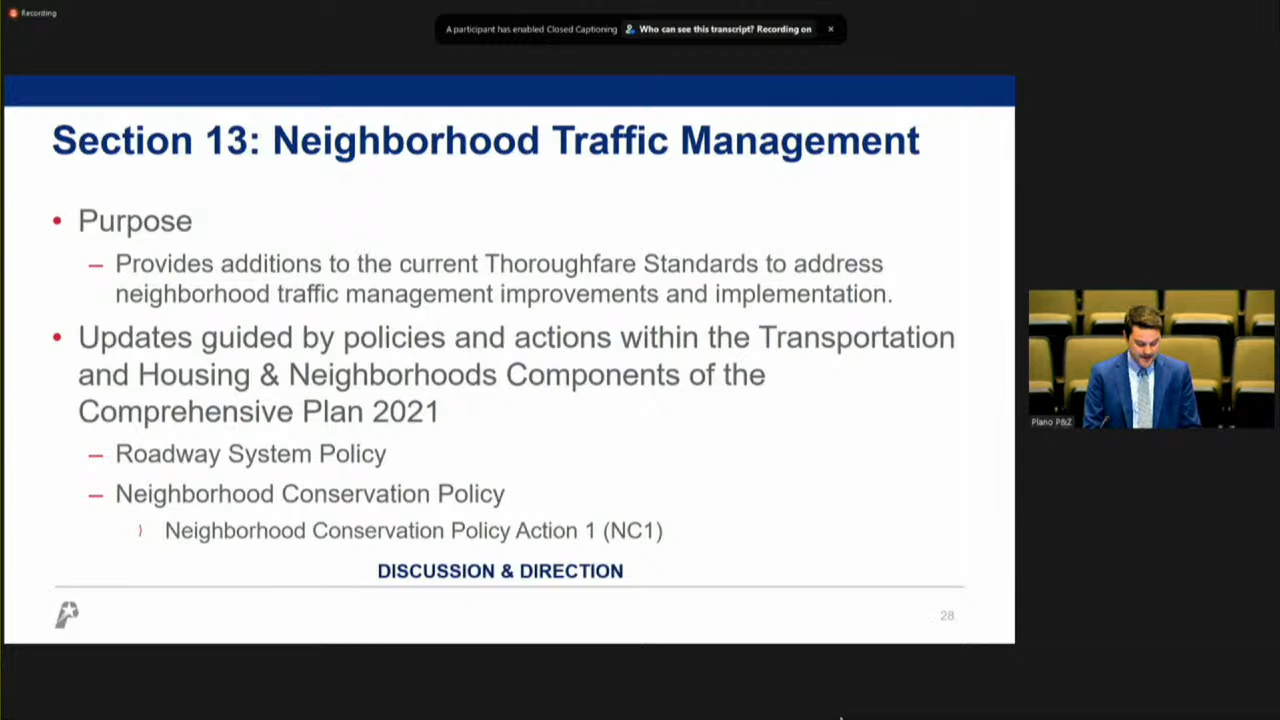 Recording
A participant has enabled Closed Captioning Who can see this transcript? Recording on ×
Section 13: Neighborhood Traffic Management
• Purpose
– Provides additions to the current Thoroughfare Standards to address
neighborhood traffic management improvements and implementation.
• Updates guided by policies and actions within the Transportation
and Housing & Neighborhoods Components of the
Comprehensive Plan 2021
– Roadway System Policy
– Neighborhood Conservation Policy
Neighborhood Conservation Policy Action 1 (NC1)
DISCUSSION & DIRECTION
28
Plano P&Z